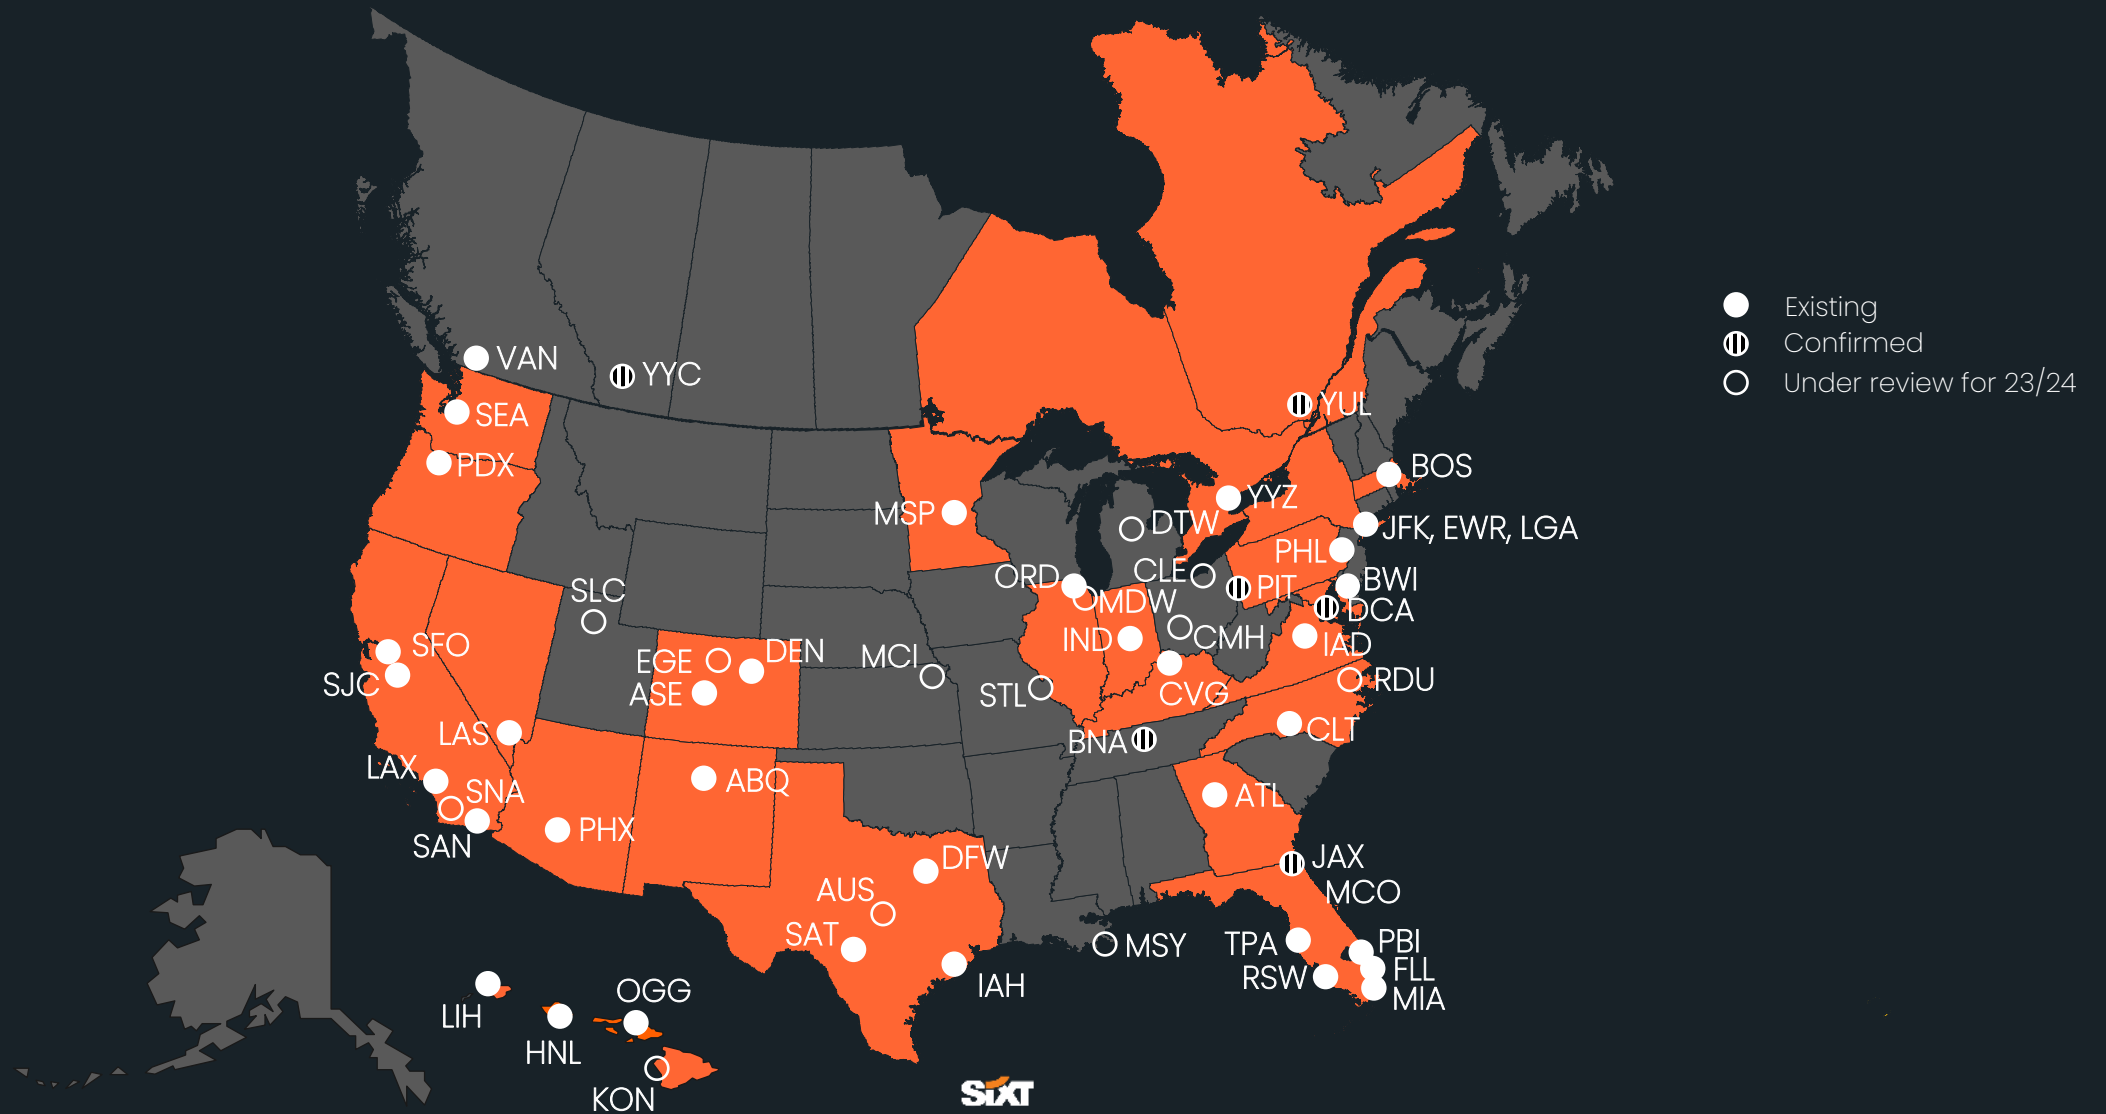 Existing
Confirmed
Under review for 23/24
VAN
YYC
SEA
YUL
PDX
BOS
YYZ
MSP
DTW
JFK, EWR, LGA
PHL
CLE
ORD
BWI
PIT
SLC
MDW
DCA
IND
CMH
IAD
SFO
DEN
MCI
EGE
RDU
SJC
ASE
STL
CVG
CLT
LAS
BNA
LAX
ABQ
SNA
ATL
PHX
SAN
DFW
JAX
AUS
MCO
SAT
PBI
TPA
MSY
FLL
RSW
IAH
OGG
MIA
LIH
HNL
SiXT
KON